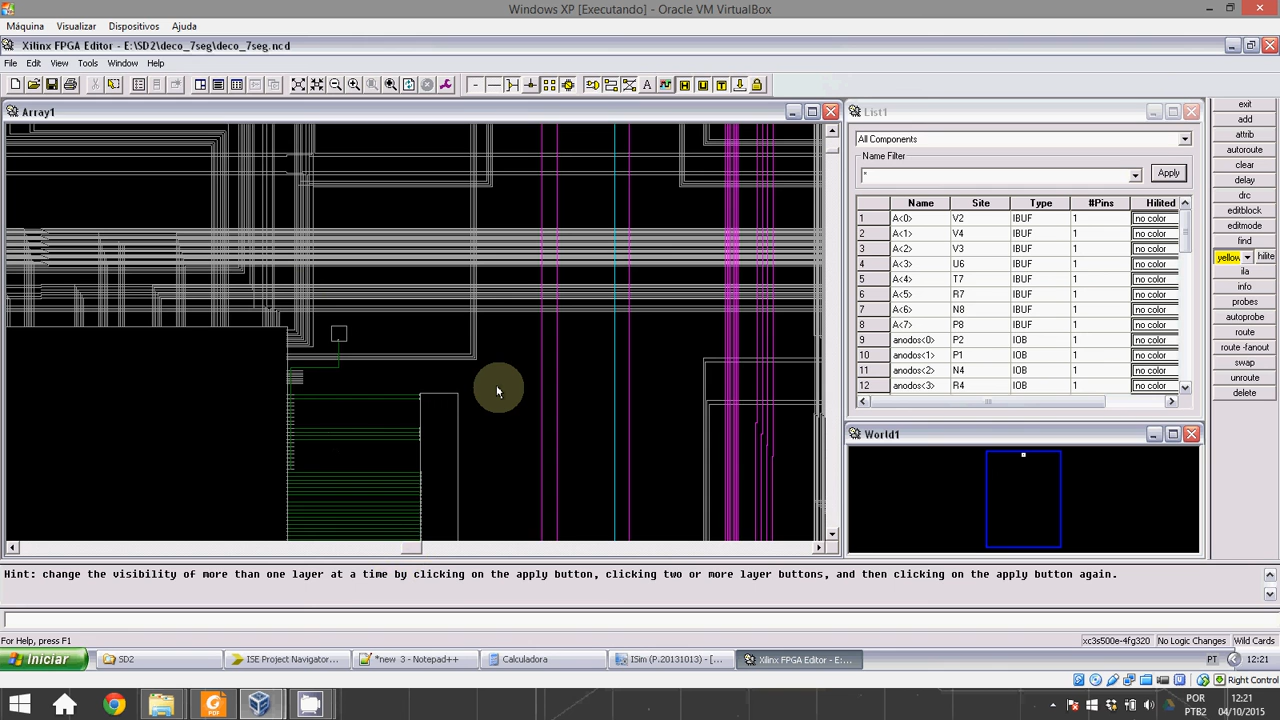 Windows XP [Executando] - Oracle VM VirtualBox
Máquina Visualizar Dispositivos Ajuda
Xilinx FPGA Editor - E:\SD2\deco_7seg\deco_7seg.ncd
File Edit View Tools Window Help
A
Array1
List1
All Components
Name Filter
*
Apply
Name Site Type #Pins Hilited
1 A<0> V2 IBUF 1 no color
2 A<1> V4 IBUF 1 no color
3 A<2> V3 IBUF 1 no color
4 A<3> U6 IBUF 1 no color
5 A<4> T7 IBUF 1 no color
6 A<5> R7 IBUF 1 no color
7 A<6> N8 IBUF 1 no color
8 A<7> P8 IBUF 1 no color
9 anodos<0> P2 IOB 1 no color
10 anodos<1> P1 IOB 1 no color
11 anodos<2> N4 IOB 1 no color
12 anodos<3> R4 IOB 1 no color
World1
exit
add
attrib
autoroute
clear
delay
drc
editblock
editmode
find
yellow hilite
ila
info
probes
autoprobe
route
route -fanout
swap
unroute
delete
Hint: change the visibility of more than one layer at a time by clicking on the apply button, clicking two or more layer buttons, and then clicking on the apply button again.
For Help, press F1
xc3s500e-4fg320 No Logic Changes Wild Cards
Iniciar SD2 ISE Project Navigator... *new 3 - Notepad++ Calculadora ISim (P.20131013) - [... Xilinx FPGA Editor - E:... PT 12:21
Right Control
PDF
POR
PTB2
12:21
04/10/2015